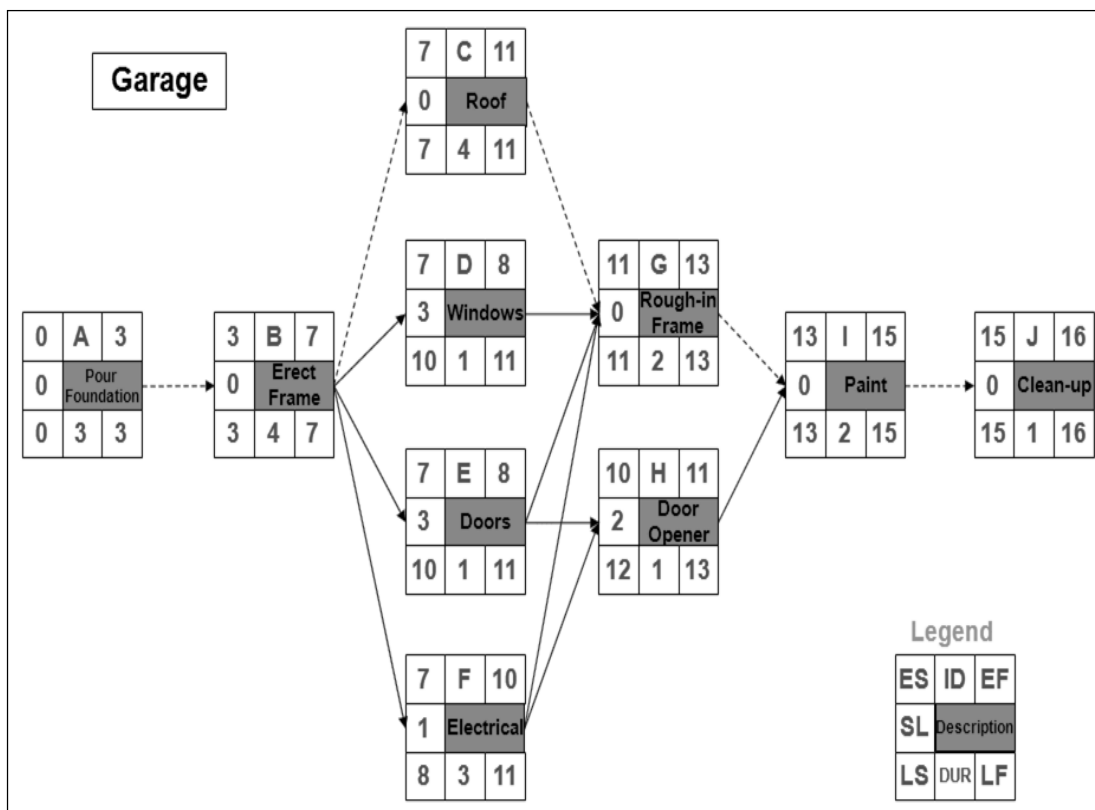 Garage
7 C 11
0 Roof
7 4 11
7 D 8
3 Windows
10 1 11
11 G 13
0 Rough-in
Frame
11 2 13
0 A 3
0 Pour
Foundation
0 3 3
3 B 7
0 Erect
Frame
3 4 7
13 I 15
0 Paint
13 2 15
15 J 16
0 Clean-up
15 1 16
7 E 8
3 Doors
10 1 11
10 H 11
2 Door
Opener
12 1 13
7 F 10
1 Electrical
8 3 11
Legend
ES ID EF
SL Description
LS DUR LF